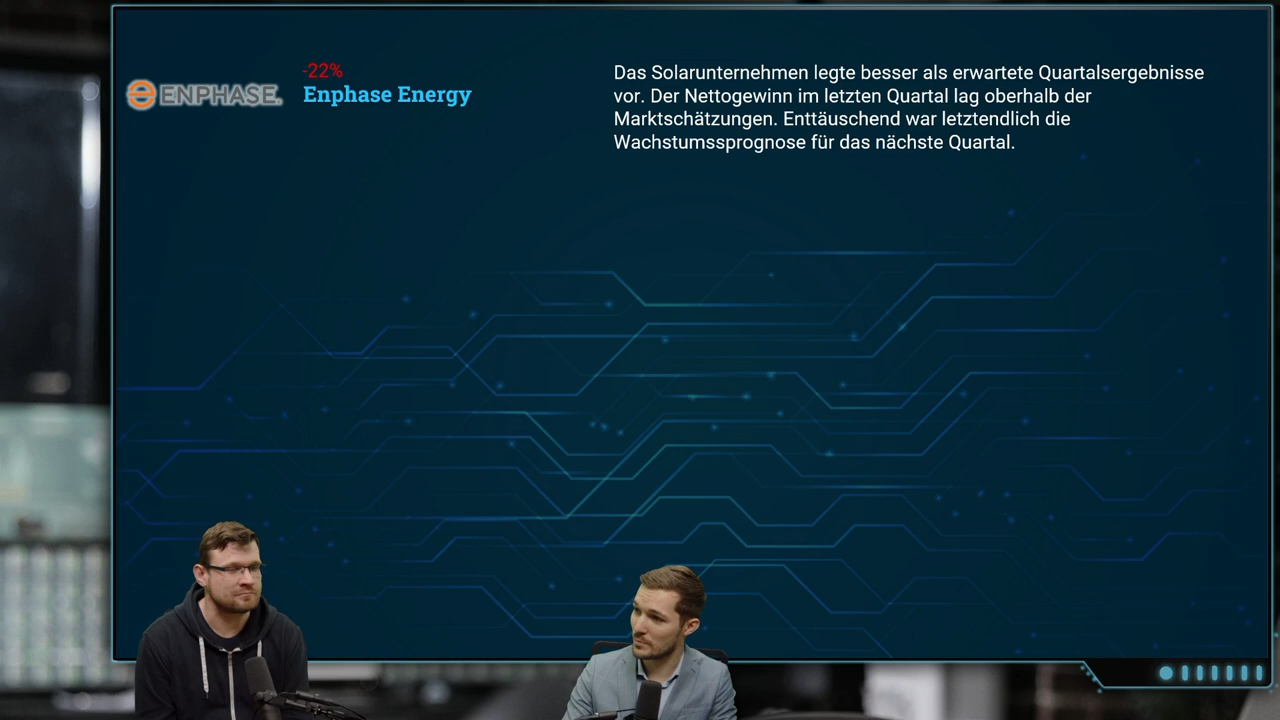 -22%
ENPHASE.
Enphase Energy
Das Solarunternehmen legte besser als erwartete Quartalsergebnisse
vor. Der Nettogewinn im letzten Quartal lag oberhalb der
Marktschätzungen. Enttäuschend war letztendlich die
Wachstumssprognose für das nächste Quartal.